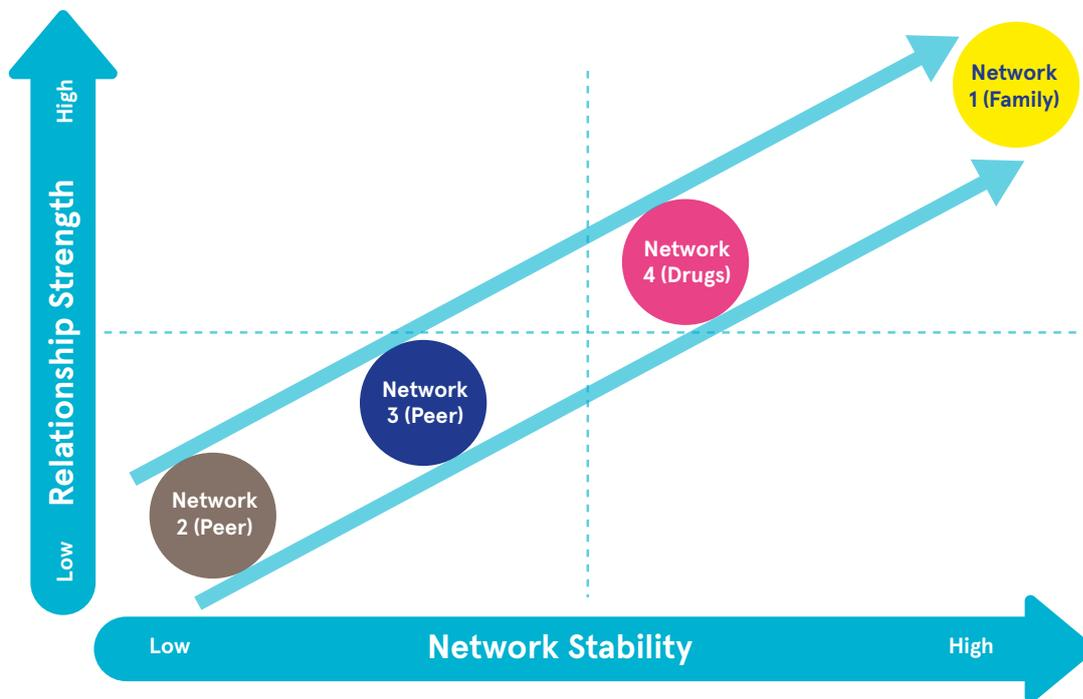 High
Relationship Strength
Low
Network
1 (Family)
Network
4 (Drugs)
Network
3 (Peer)
Network
2 (Peer)
Low
Network Stability
High